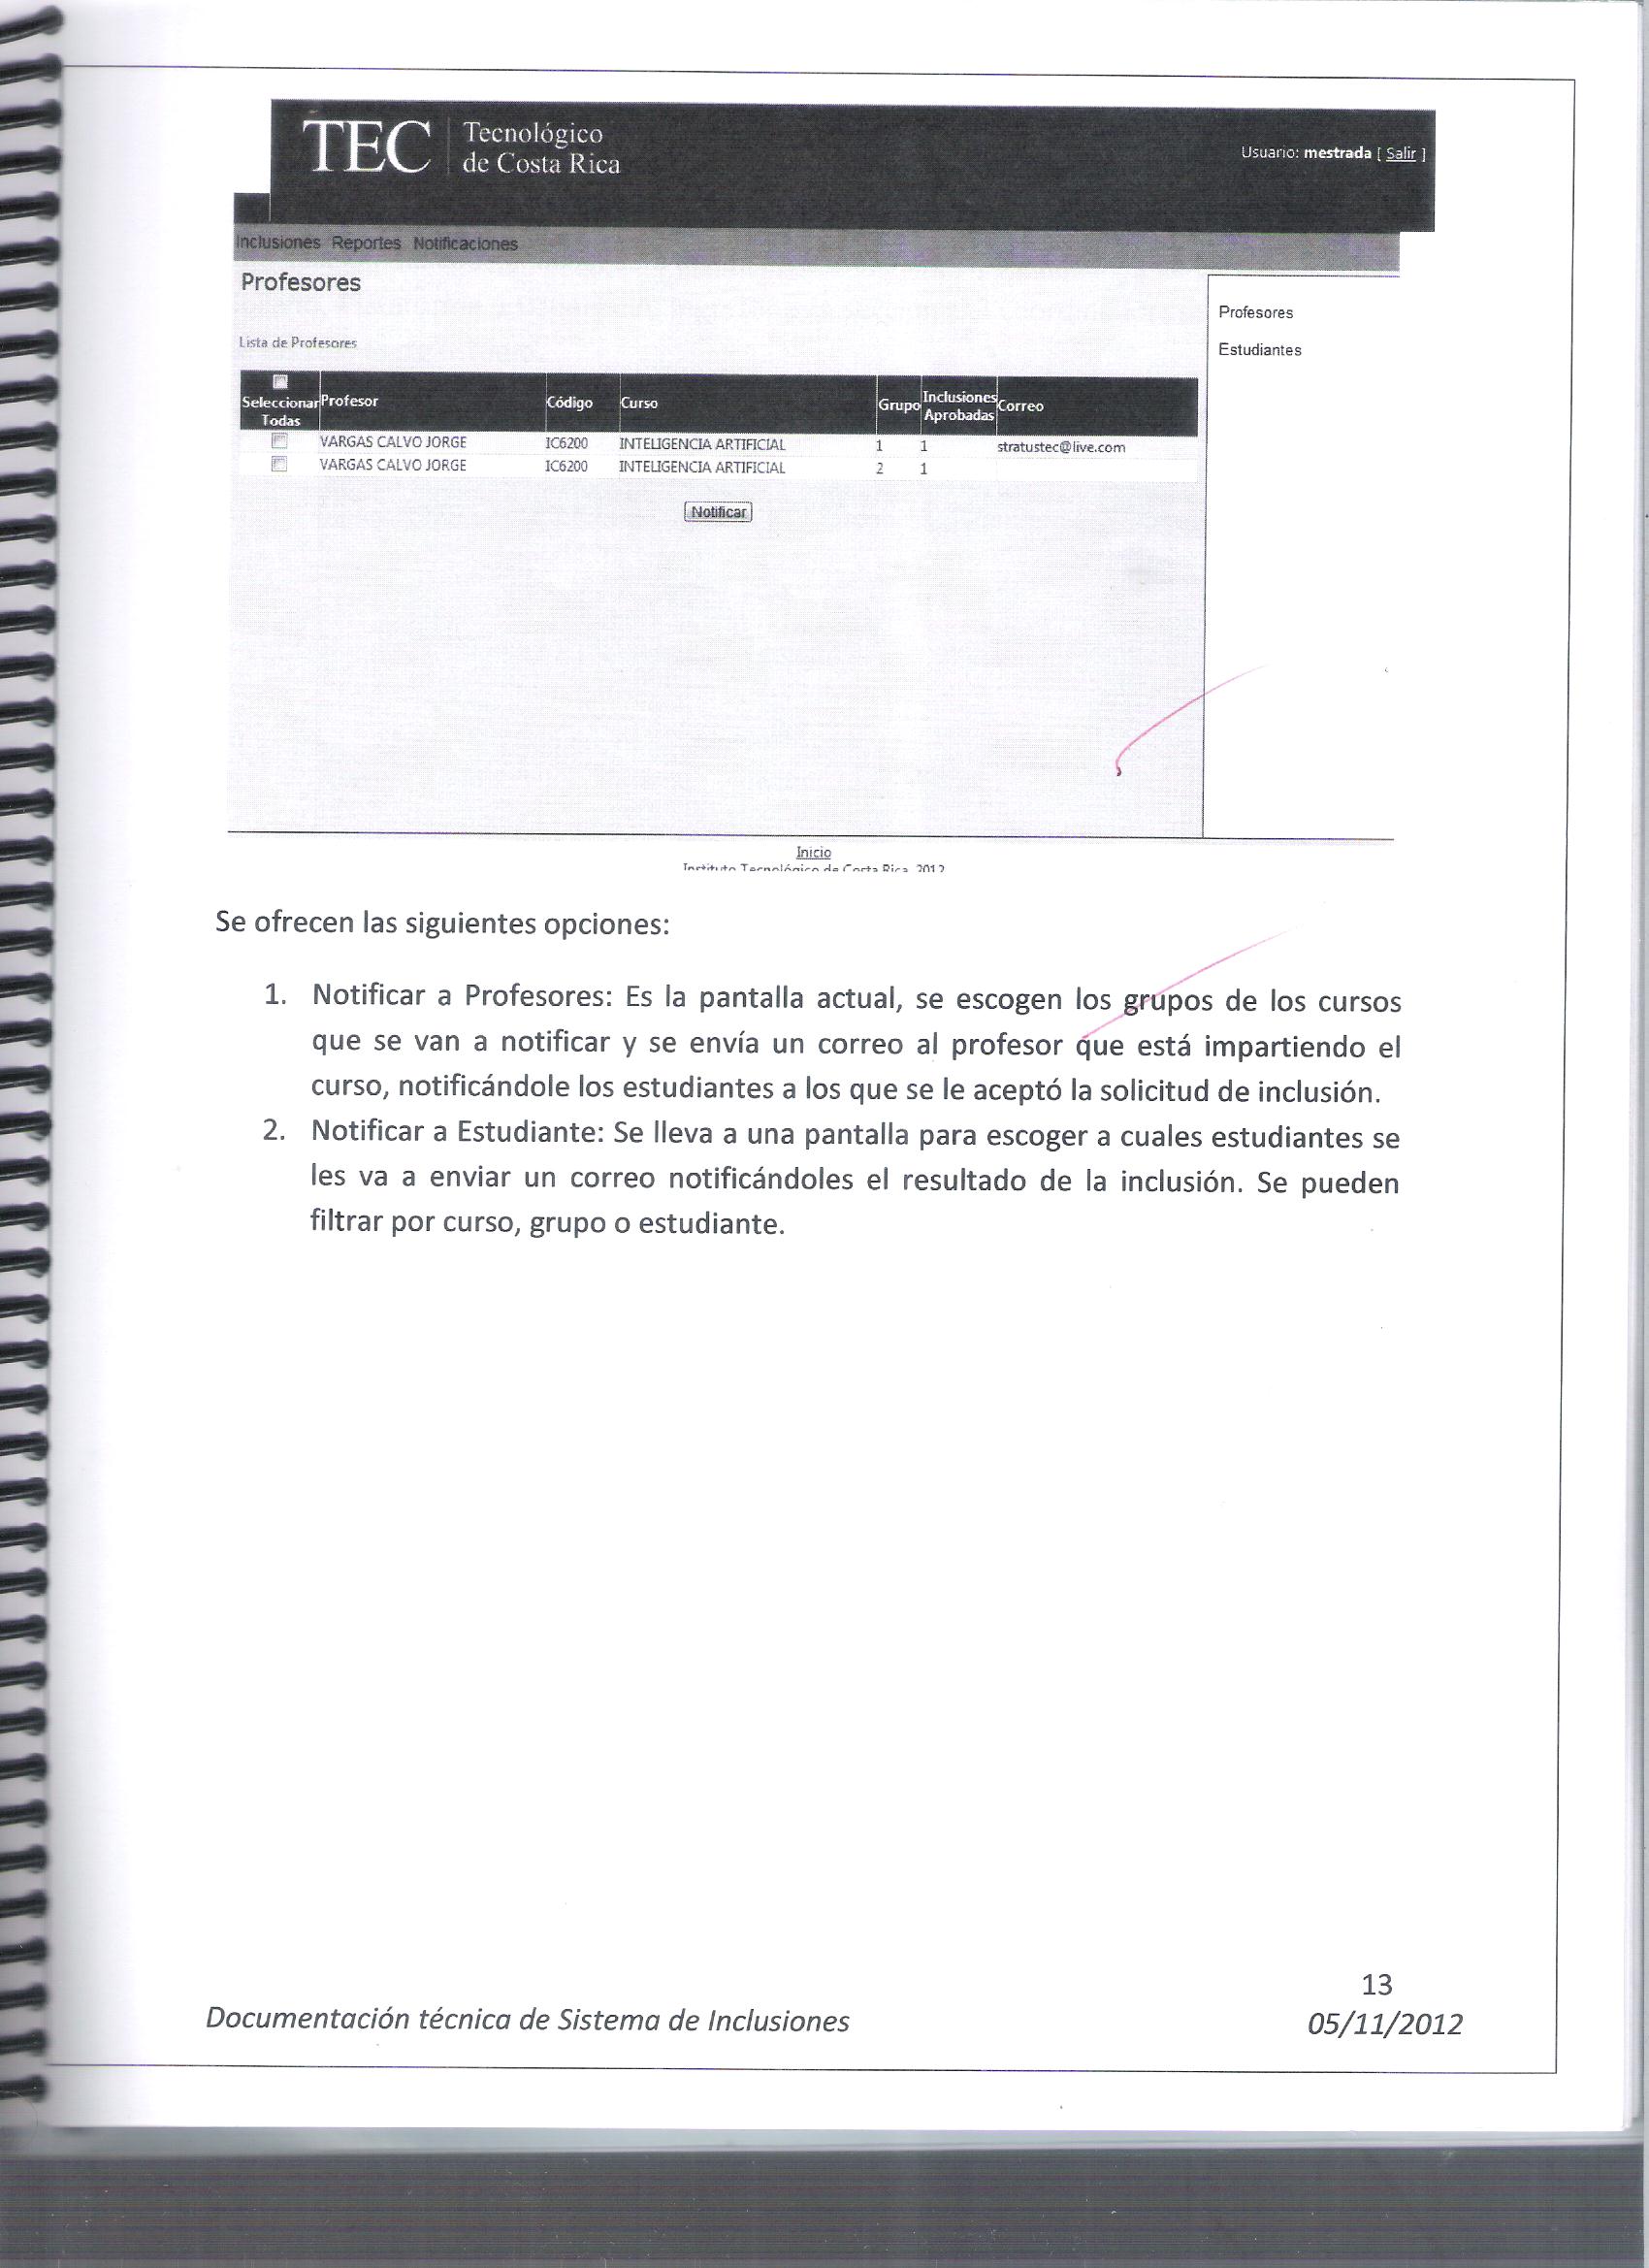 TEC Tecnológico
de Costa Rica
Usuario: mestrada [ Salir ]
Inclusiones Reportes Notificaciones
Profesores
Lista de Profesores
Profesores
Estudiantes
Seleccionar Todas Profesor Código Curso Grupo Inclusiones Aprobadas Correo
VARGAS CALVO JORGE IC6200 INTELIGENCIA ARTIFICIAL 1 1 stratustec@live.com
VARGAS CALVO JORGE IC6200 INTELIGENCIA ARTIFICIAL 2 1
Notificar
Inicio
Instituto Tecnológico de Costa Rica, 2012
Se ofrecen las siguientes opciones:
1. Notificar a Profesores: Es la pantalla actual, se escogen los grupos de los cursos
que se van a notificar y se envía un correo al profesor que está impartiendo el
curso, notificándole los estudiantes a los que se le aceptó la solicitud de inclusión.
2. Notificar a Estudiante: Se lleva a una pantalla para escoger a cuales estudiantes se
les va a enviar un correo notificándoles el resultado de la inclusión. Se pueden
filtrar por curso, grupo o estudiante.
13
Documentación técnica de Sistema de Inclusiones
05/11/2012